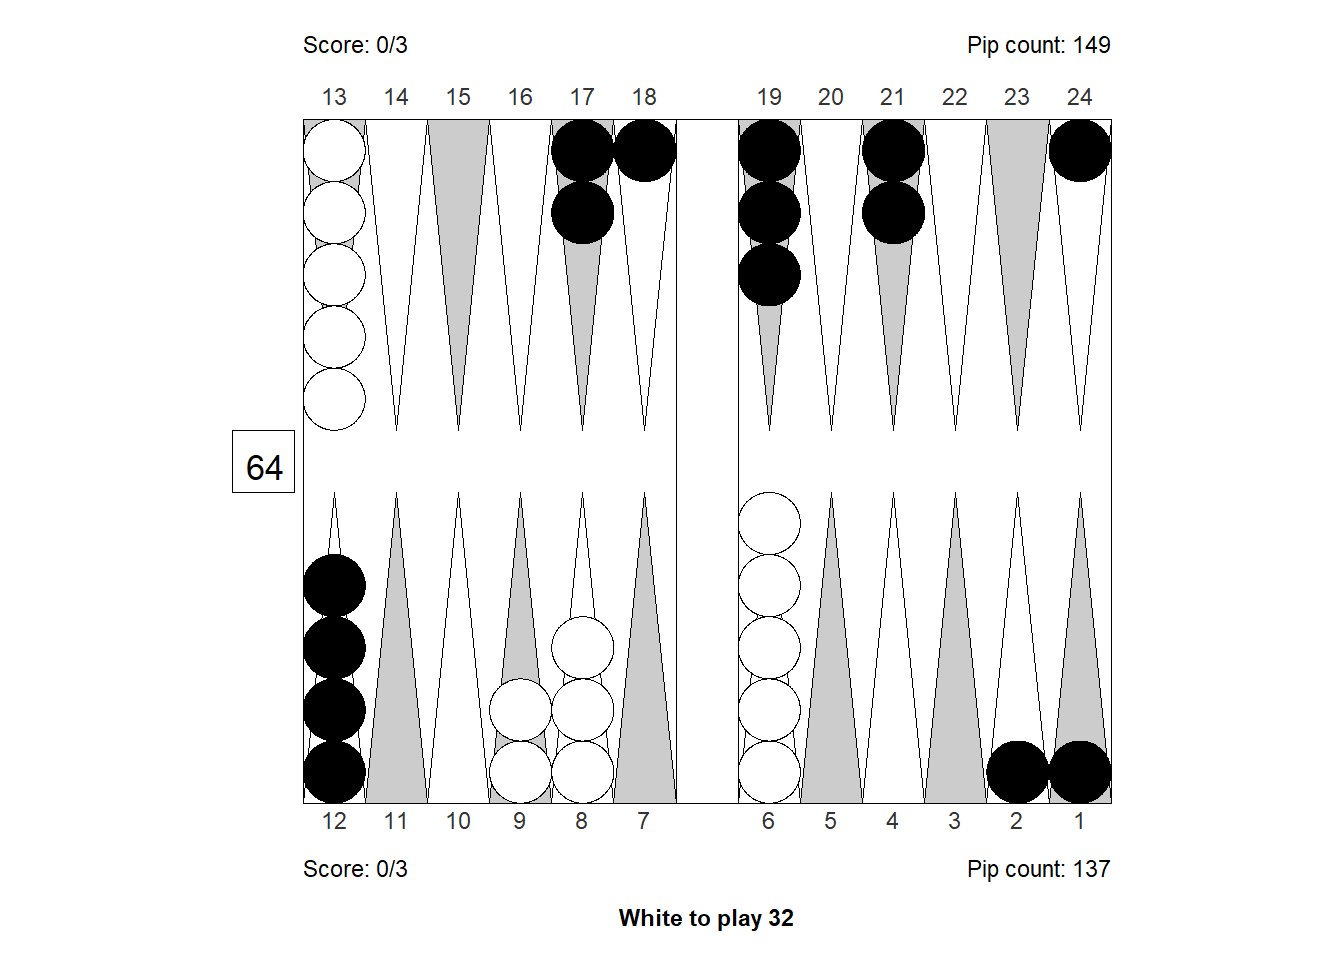 Score: 0/3 Pip count: 149
13 14 15 16 17 18 19 20 21 22 23 24
64
12 11 10 9 8 7 6 5 4 3 2 1
Score: 0/3 Pip count: 137
White to play 32